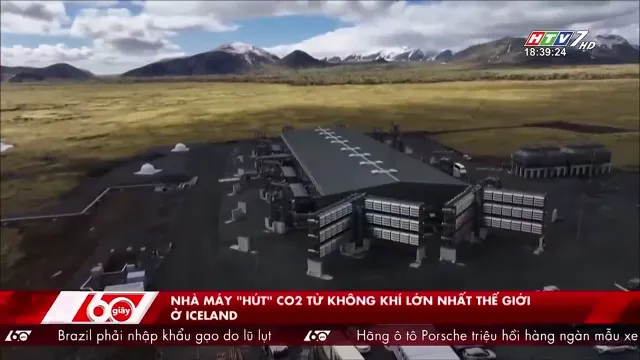 HTV7 HD
18:39:24
60 giây
NHÀ MÁY "HÚT" CO2 TỪ KHÔNG KHÍ LỚN NHẤT THẾ GIỚI
Ở ICELAND
Brazil phải nhập khẩu gạo do lũ lụt 60 Hãng ô tô Porsche triệu hồi hàng ngàn mẫu xe